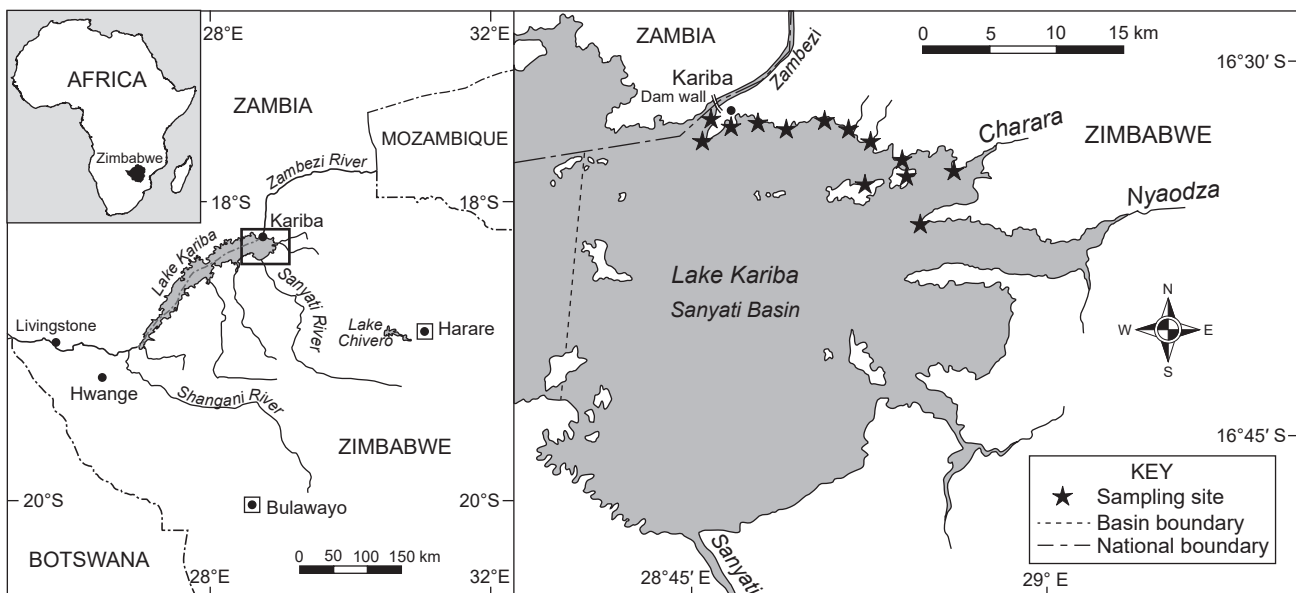 AFRICA
Zimbabwe
28°E
32°E
ZAMBIA
MOZAMBIQUE
Zambezi River
18°S
18°S
Kariba
Lake Kariba
Sanyati River
Livingstone
Lake
Chivero
Harare
Hwange
Shangani River
ZIMBABWE
20°S
20°S
Bulawayo
BOTSWANA
0 50 100 150 km
28°E
32°E
ZAMBIA
Zambezi
Kariba
Dam wall
0 5 10 15 km
16°30′ S
Charara
ZIMBABWE
Nyaodza
Lake Kariba
Sanyati Basin
N
W
E
S
16°45′ S
KEY
Sampling site
Basin boundary
National boundary
Sanyati
28°45′ E
29° E